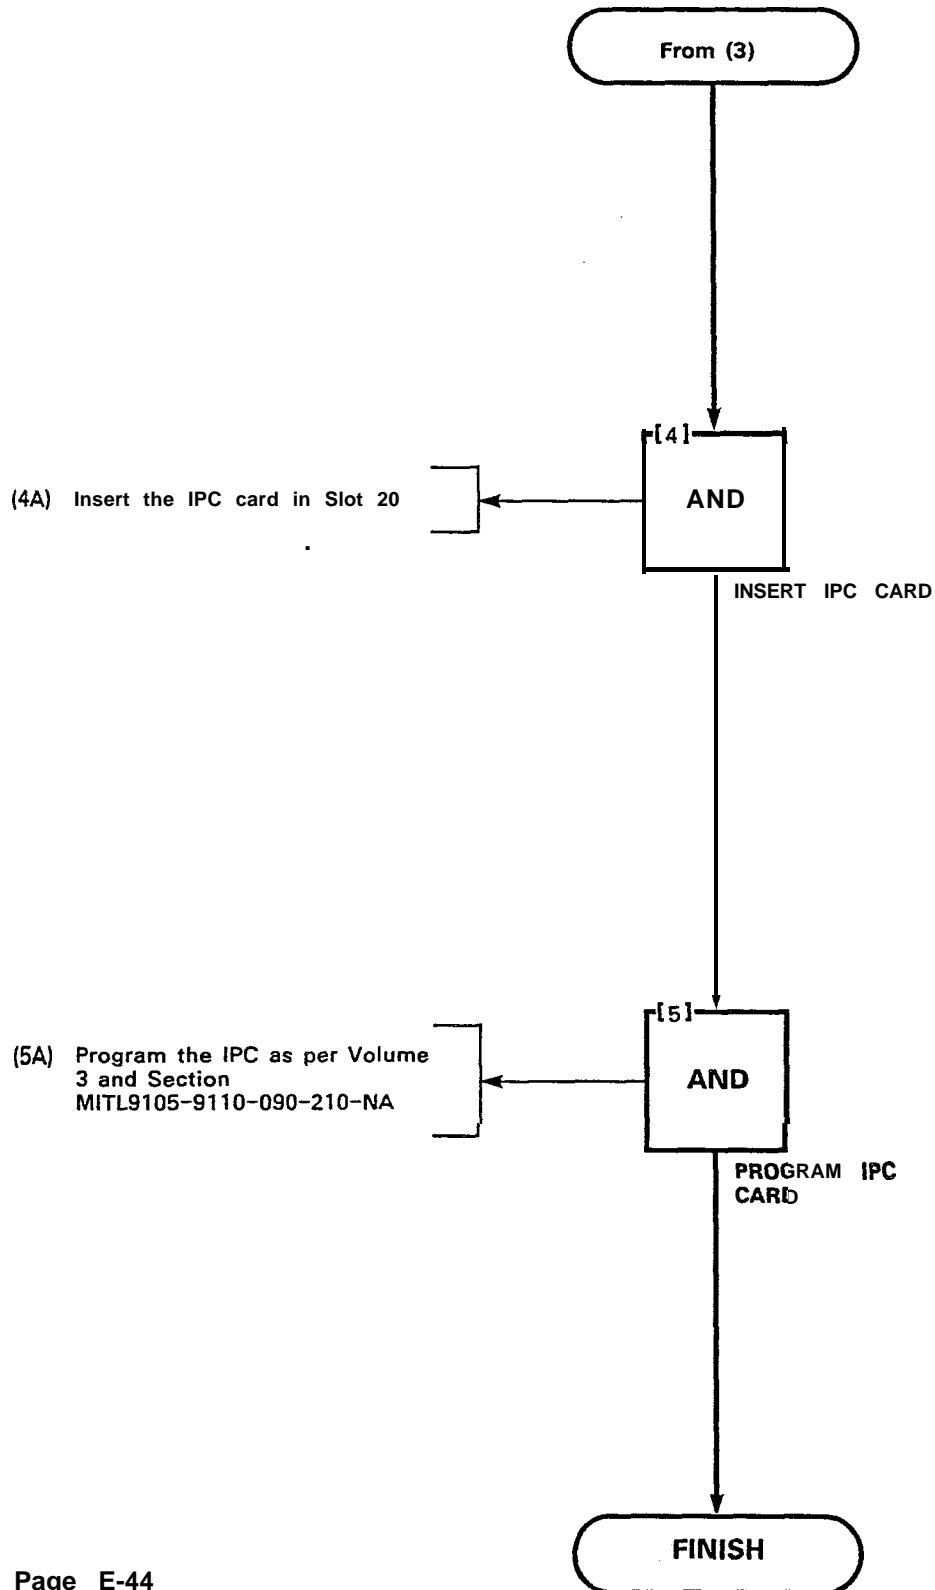 From (3)
[4]
(4A) Insert the IPC card in Slot 20
AND
INSERT IPC CARD
[5]
(5A) Program the IPC as per Volume
3 and Section
MITL9105-9110-090-210-NA
AND
PROGRAM IPC
CARD
FINISH
Page E-44